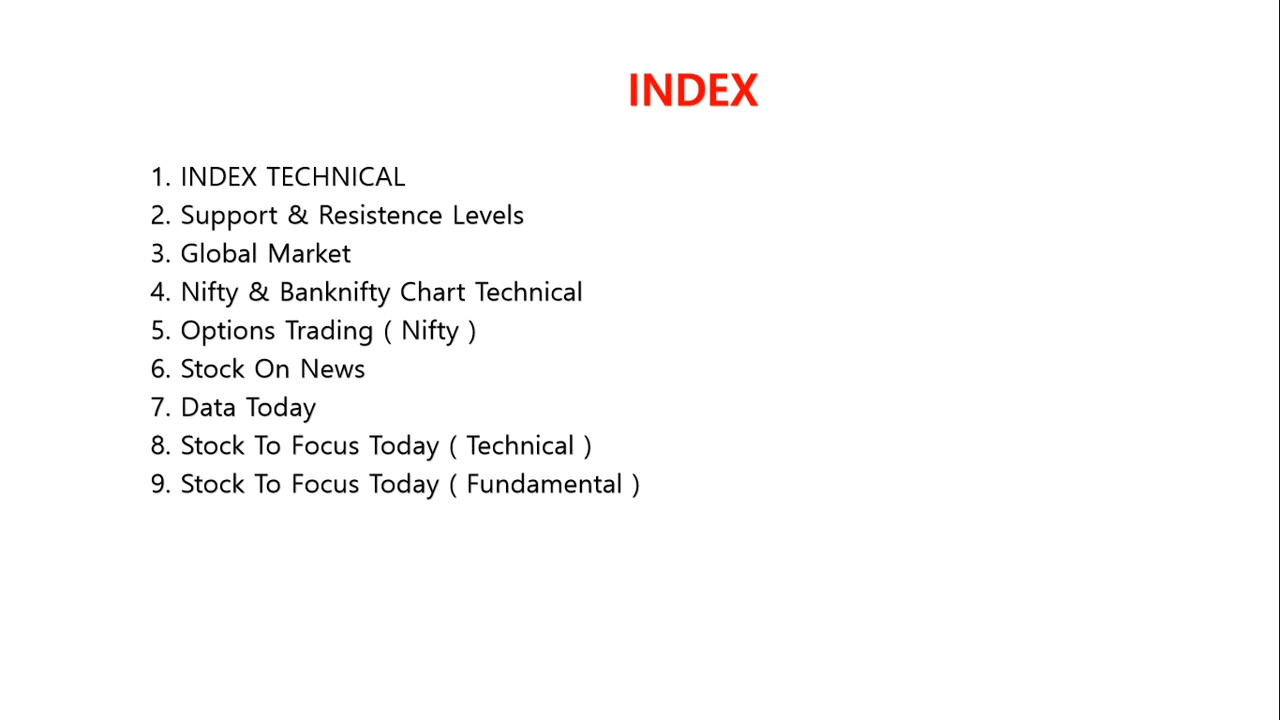 INDEX
1. INDEX TECHNICAL
2. Support & Resistence Levels
3. Global Market
4. Nifty & Banknifty Chart Technical
5. Options Trading ( Nifty )
6. Stock On News
7. Data Today
8. Stock To Focus Today ( Technical )
9. Stock To Focus Today ( Fundamental )